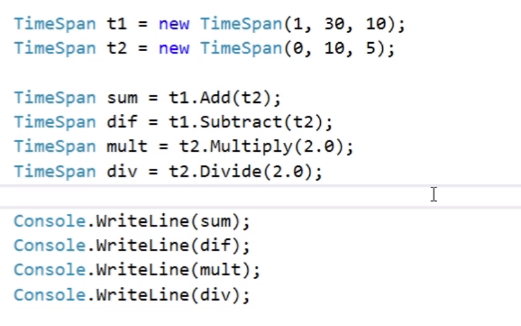 TimeSpan t1 = new TimeSpan(1, 30, 10);
TimeSpan t2 = new TimeSpan(0, 10, 5);
TimeSpan sum = t1.Add(t2);
TimeSpan dif = t1.Subtract(t2);
TimeSpan mult = t2.Multiply(2.0);
TimeSpan div = t2.Divide(2.0);
Console.WriteLine(sum);
Console.WriteLine(dif);
Console.WriteLine(mult);
Console.WriteLine(div);